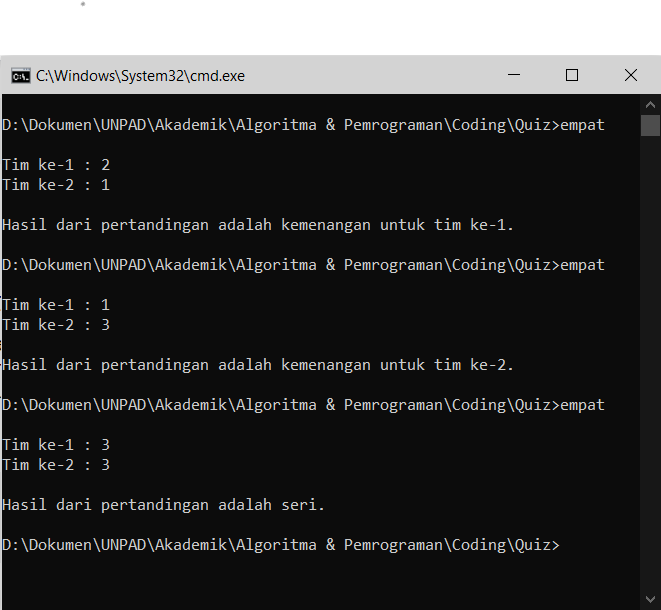 C:\Windows\System32\cmd.exe
D:\Dokumen\UNPAD\Akademik\Algoritma & Pemrograman\Coding\Quiz>empat
Tim ke-1 : 2
Tim ke-2 : 1
Hasil dari pertandingan adalah kemenangan untuk tim ke-1.
D:\Dokumen\UNPAD\Akademik\Algoritma & Pemrograman\Coding\Quiz>empat
Tim ke-1 : 1
Tim ke-2 : 3
Hasil dari pertandingan adalah kemenangan untuk tim ke-2.
D:\Dokumen\UNPAD\Akademik\Algoritma & Pemrograman\Coding\Quiz>empat
Tim ke-1 : 3
Tim ke-2 : 3
Hasil dari pertandingan adalah seri.
D:\Dokumen\UNPAD\Akademik\Algoritma & Pemrograman\Coding\Quiz>